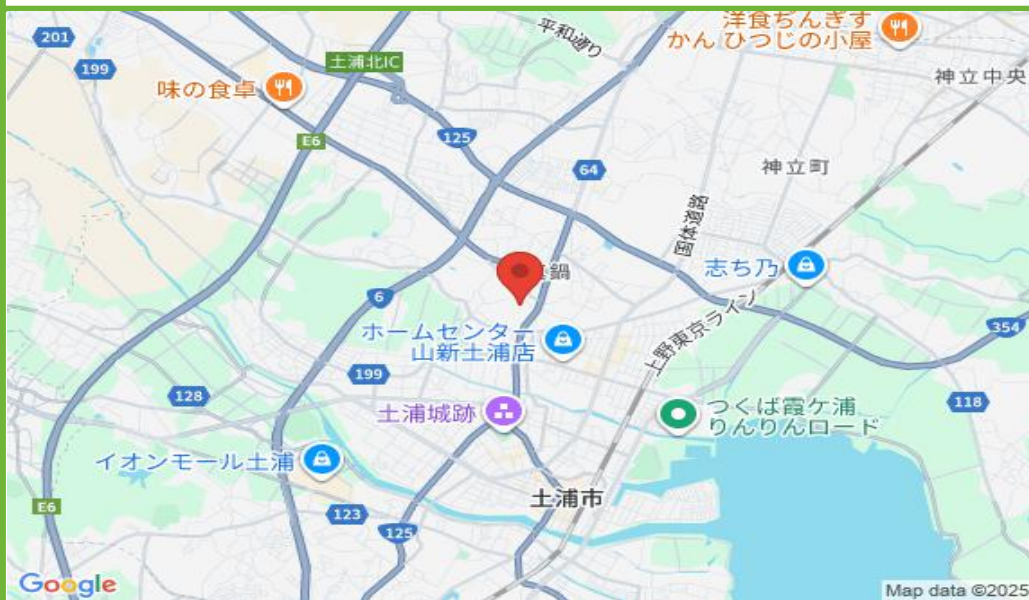 201
199
味の食卓
土浦北IC
E6
平和通り
125
洋食ぢんぎす
かん ひつじの小屋
神立中央
64
神立町
国体道路
鍋
志ち乃
6
ホームセンター
山新土浦店
上野東京ライン
354
199
128
土浦城跡
つくば霞ケ浦
りんりんロード
118
イオンモール土浦
土浦市
E6
123
125
Google
Map data ©2025